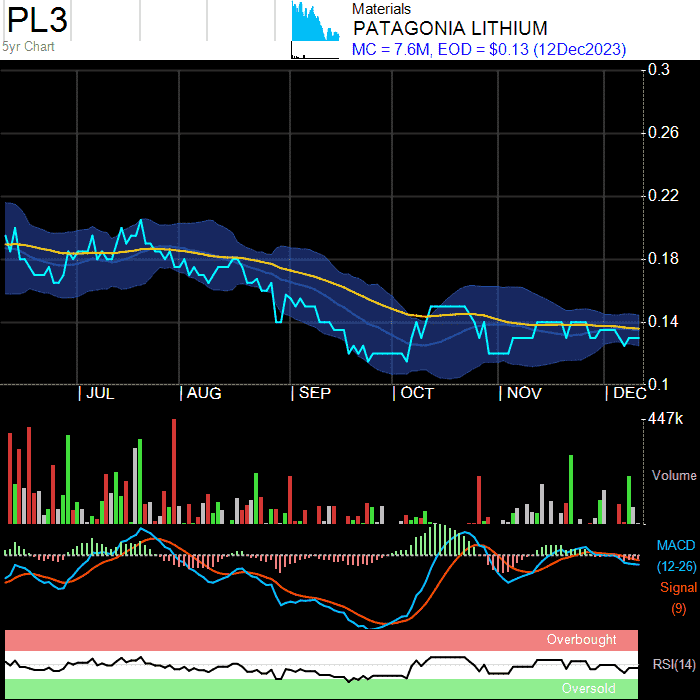 PL3
5yr Chart
Materials
PATAGONIA LITHIUM
MC = 7.6M, EOD = $0.13 (12Dec2023)
0.3
0.26
0.22
0.18
0.14
0.1
JUL AUG SEP OCT NOV DEC
447k
Volume
MACD
(12-26)
Signal
(9)
Overbought
RSI(14)
Oversold